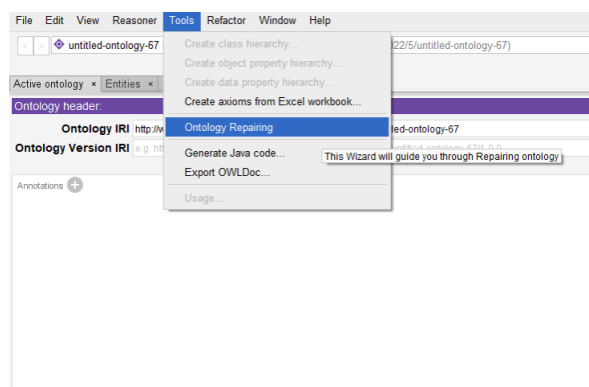 File Edit View Reasoner Tools Refactor Window Help
< > untitled-ontology-67
Create class hierarchy...
22/5/untitled-ontology-67)
Create object property hierarchy...
Create data property hierarchy...
Active ontology × Entities ×
Create axioms from Excel workbook...
Ontology header:
Ontology IRI http://w
Ontology Repairing
led-ontology-67
Ontology Version IRI e.g. htt
Generate Java code...
This Wizard will guide you through Repairing ontology
Export OWLDoc...
Annotations
Usage...